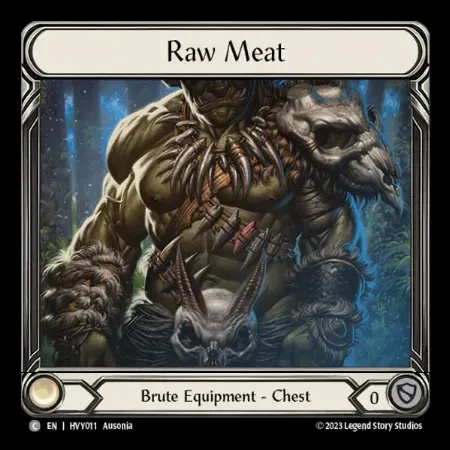 Raw Meat
Brute Equipment - Chest
0
C EN | HVY011 Ausonia
© 2023 Legend Story Studios